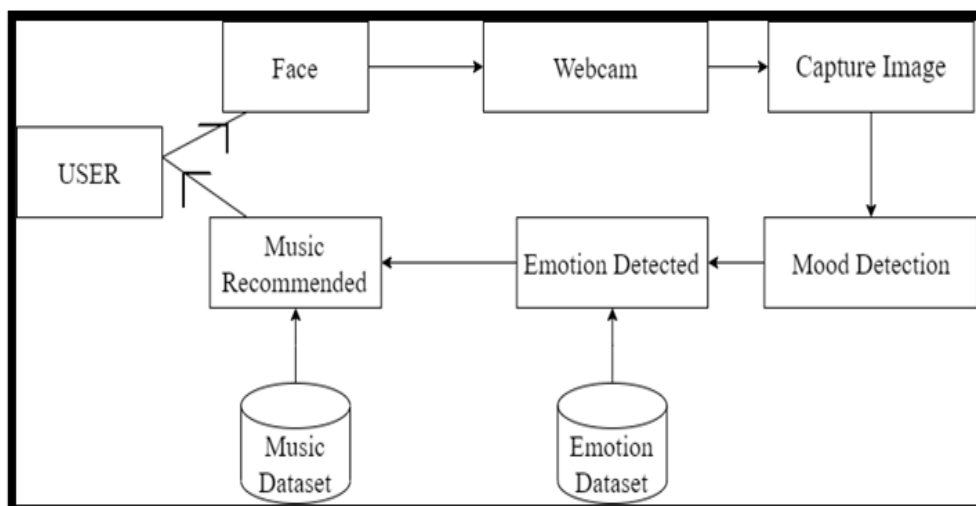 Face
Webcam
Capture Image
USER
Music
Recommended
Emotion Detected
Mood Detection
Music
Dataset
Emotion
Dataset